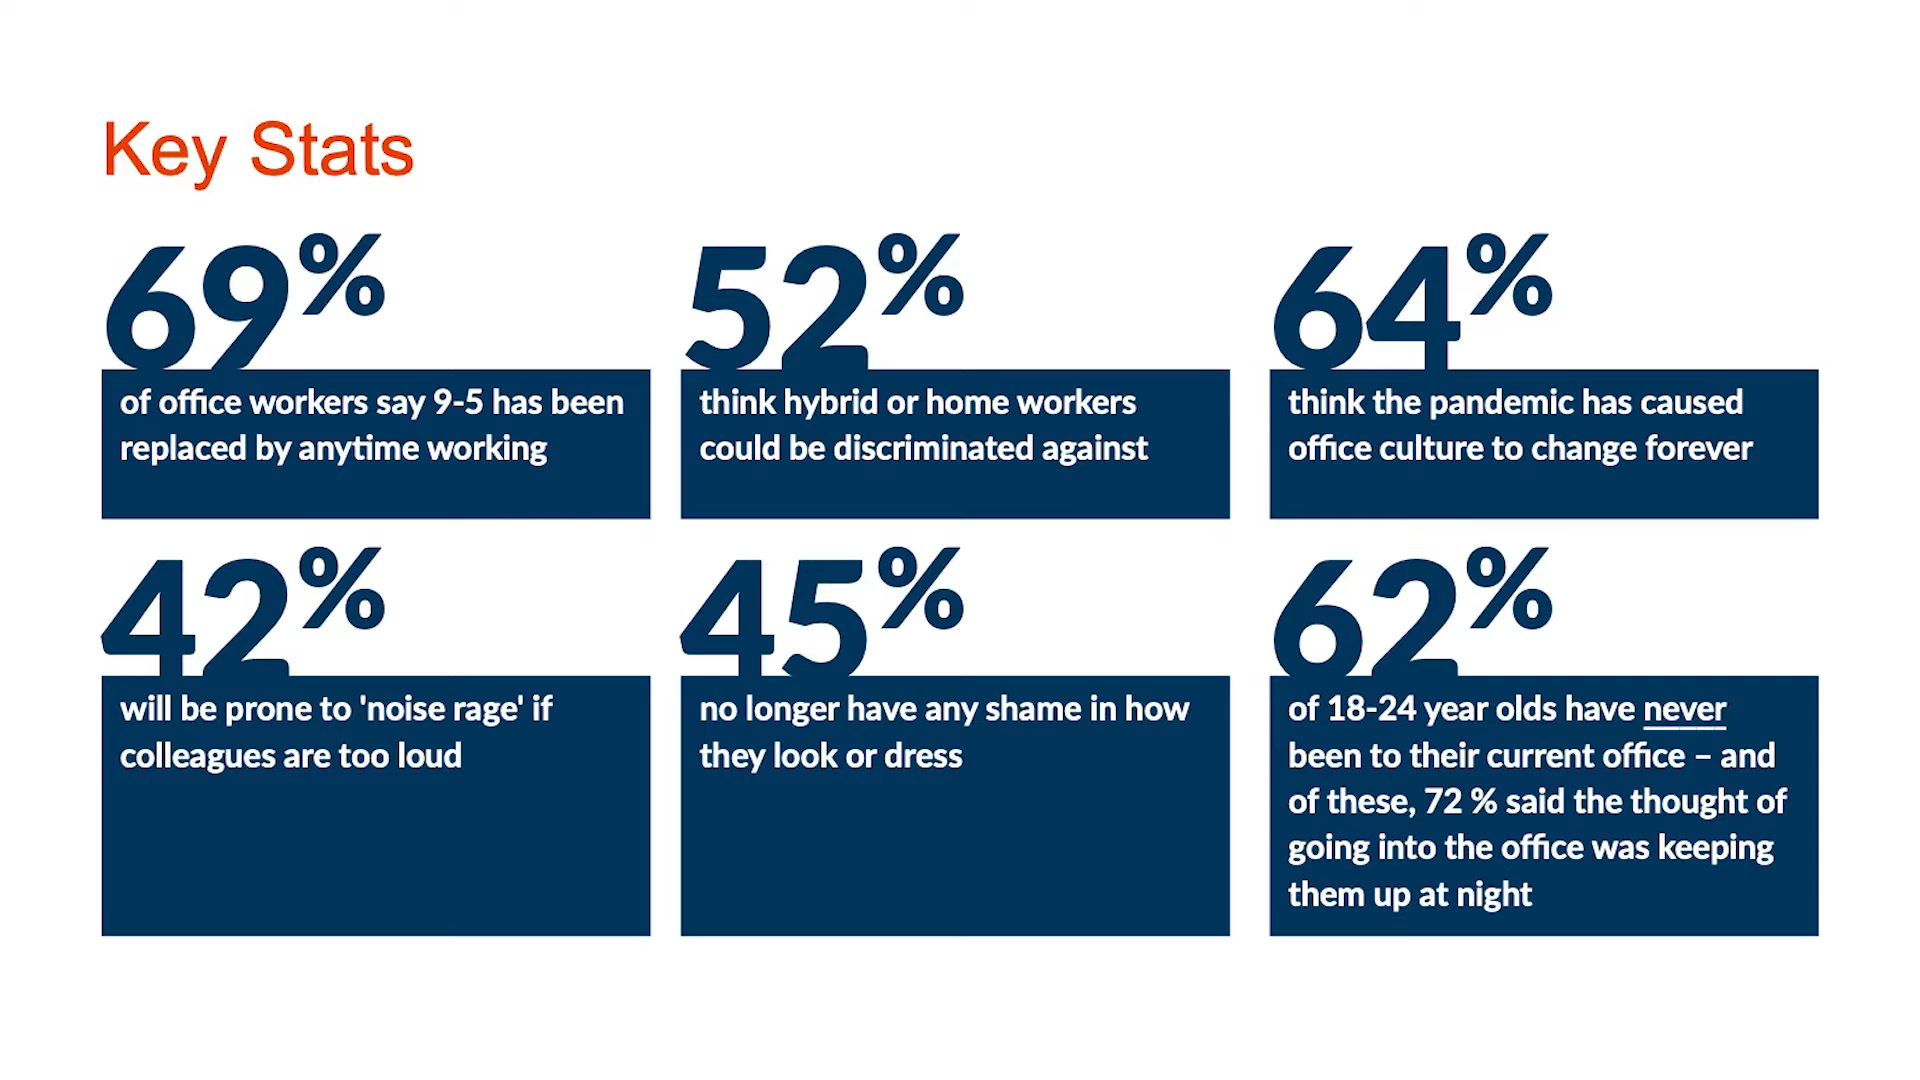 Key Stats
69%
of office workers say 9-5 has been
replaced by anytime working
52%
think hybrid or home workers
could be discriminated against
64%
think the pandemic has caused
office culture to change forever
42%
will be prone to 'noise rage' if
colleagues are too loud
45%
no longer have any shame in how
they look or dress
62%
of 18-24 year olds have never
been to their current office – and
of these, 72 % said the thought of
going into the office was keeping
them up at night